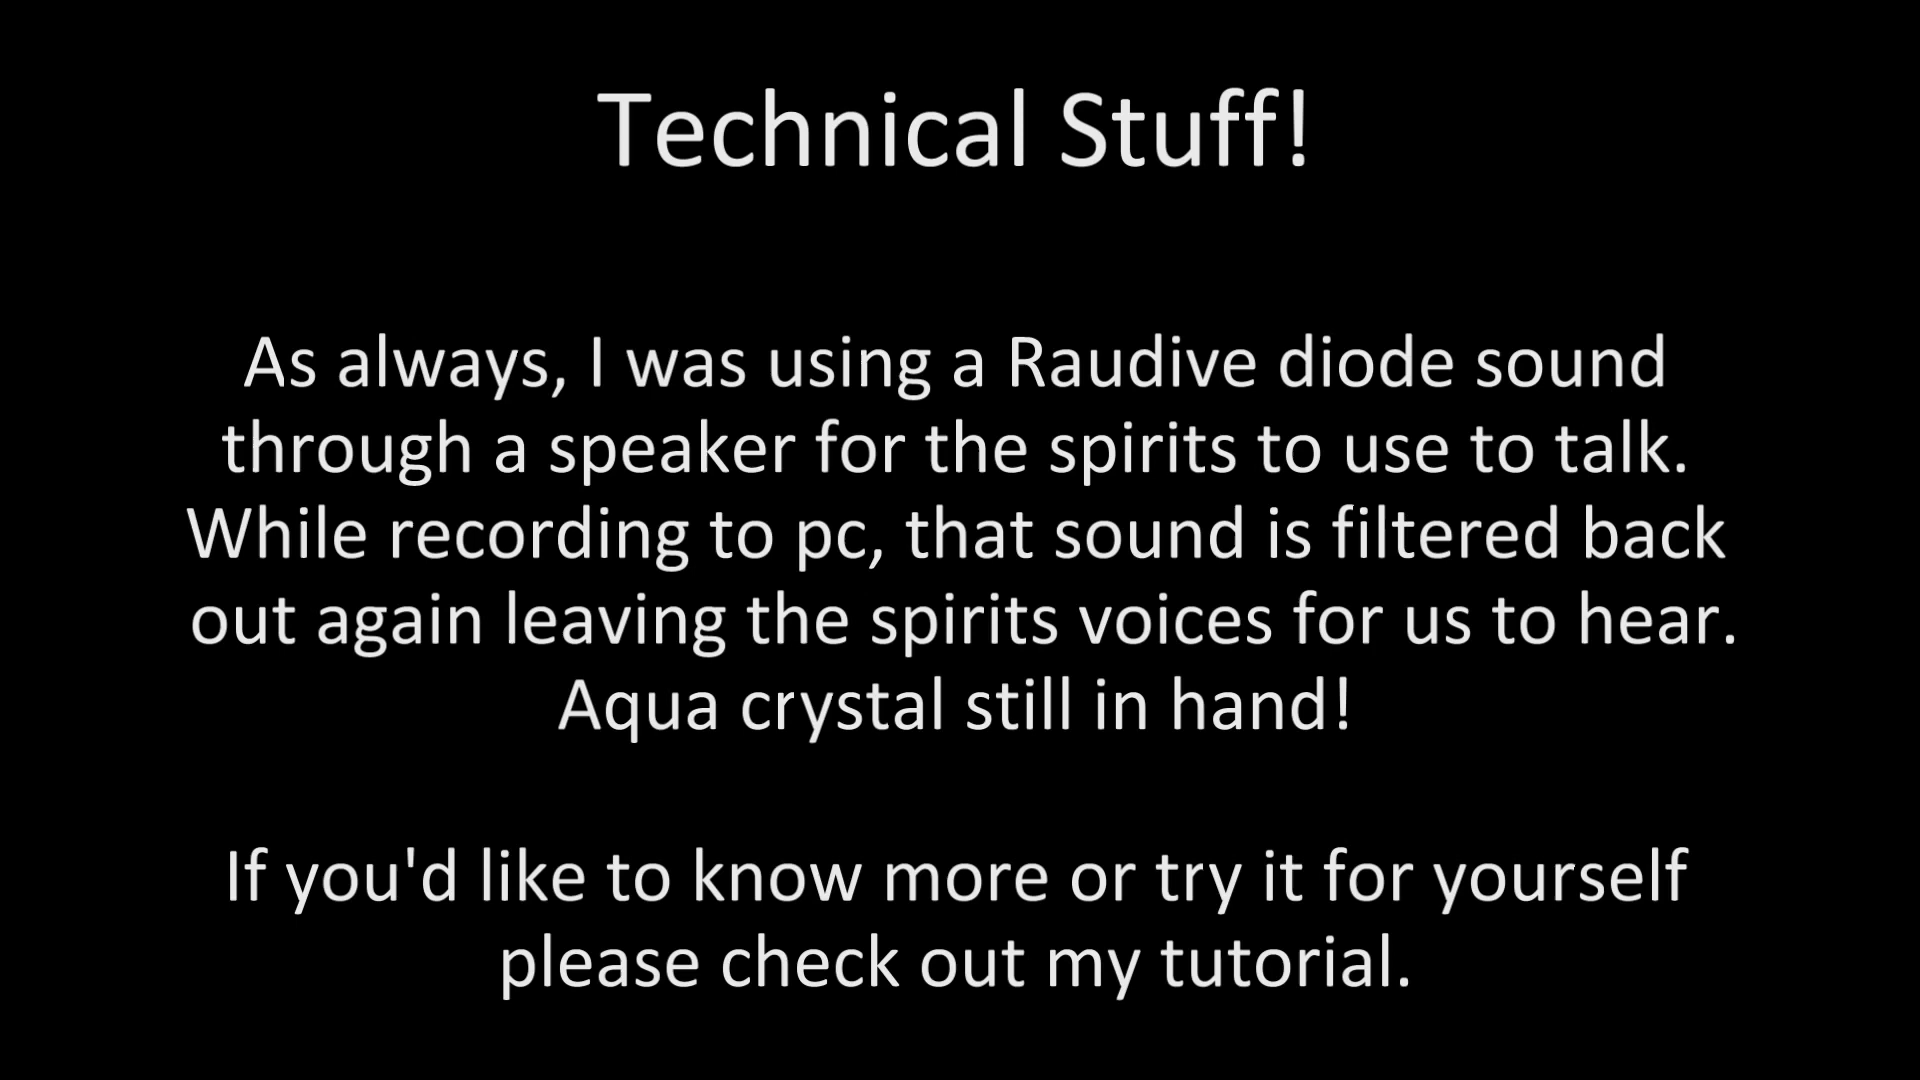 Technical Stuff!
As always, I was using a Raudive diode sound
through a speaker for the spirits to use to talk.
While recording to pc, that sound is filtered back
out again leaving the spirits voices for us to hear.
Aqua crystal still in hand!
If you'd like to know more or try it for yourself
please check out my tutorial.